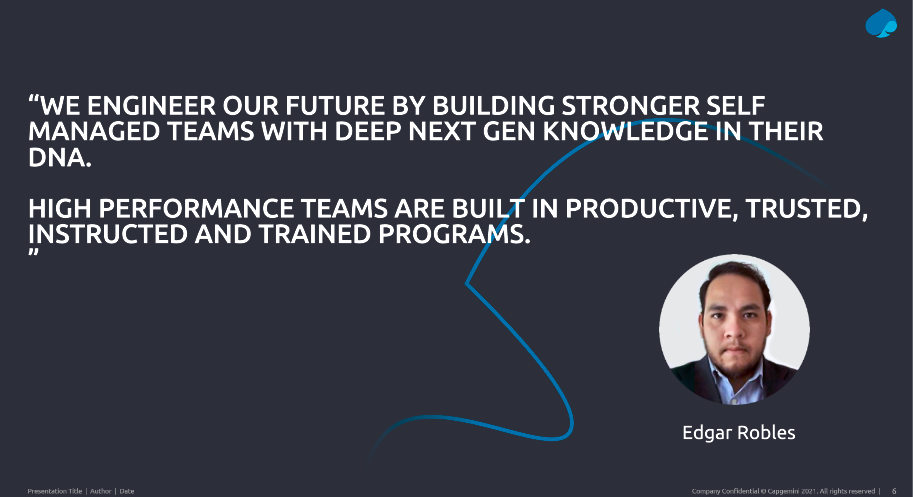 “WE ENGINEER OUR FUTURE BY BUILDING STRONGER SELF
MANAGED TEAMS WITH DEEP NEXT GEN KNOWLEDGE IN THEIR
DNA.
HIGH PERFORMANCE TEAMS ARE BUILT IN PRODUCTIVE, TRUSTED,
INSTRUCTED AND TRAINED PROGRAMS.
”
Edgar Robles
Presentation Title | Author | Date
Company Confidential © Capgemini 2021. All rights reserved | 6